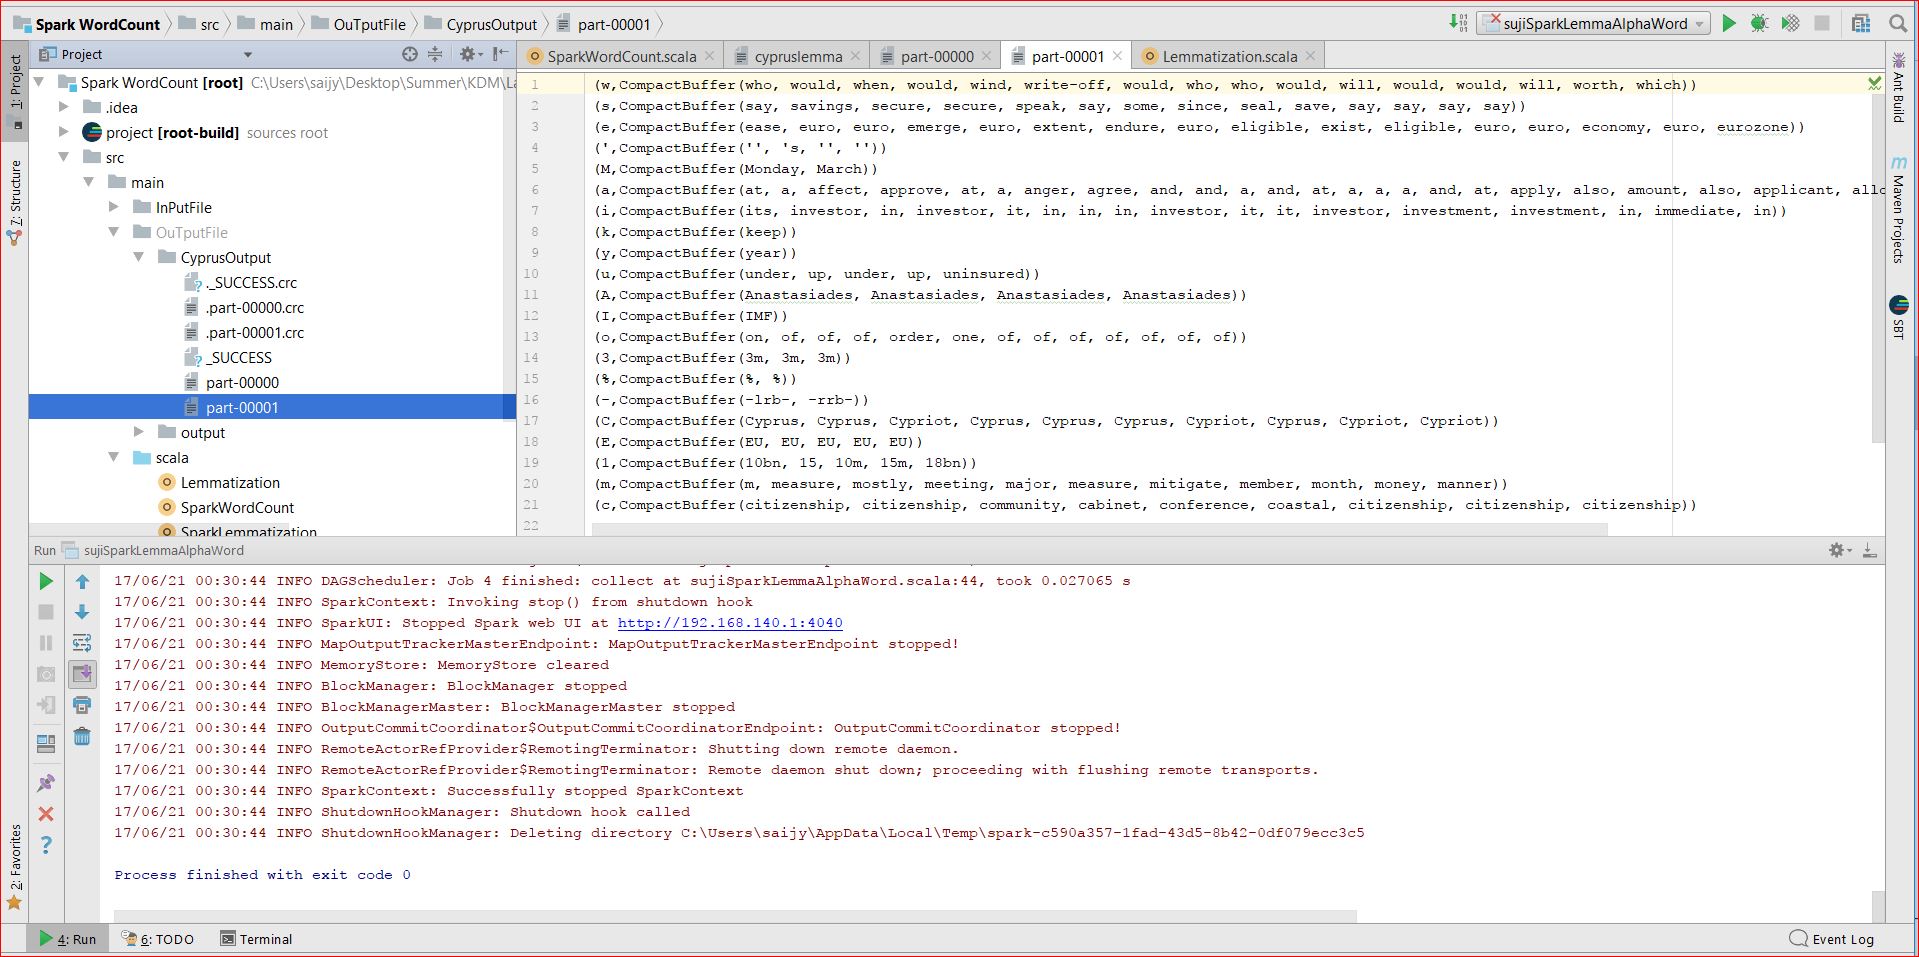 Spark WordCount src main OuTputFile CyprusOutput part-00001
sujiSparkLemmaAlphaWord
Project
SparkWordCount.scala cypruslemma part-00000 part-00001 Lemmatization.scala
1: Project
7: Structure
2: Favorites
Spark WordCount [root] C:\Users\saijy\Desktop\Summer\KDM\La
.idea
project [root-build] sources root
src
main
InPutFile
OuTputFile
CyprusOutput
._SUCCESS.crc
.part-00000.crc
.part-00001.crc
_SUCCESS
part-00000
part-00001
output
scala
Lemmatization
SparkWordCount
SparkLemmatization
1 (w,CompactBuffer(who, would, when, would, wind, write-off, would, who, who, would, will, would, would, will, worth, which))
2 (s,CompactBuffer(say, savings, secure, secure, speak, say, some, since, seal, save, say, say, say, say))
3 (e,CompactBuffer(ease, euro, euro, emerge, euro, extent, endure, euro, eligible, exist, eligible, euro, euro, economy, euro, eurozone))
4 (',CompactBuffer('', 's, '', ''))
5 (M,CompactBuffer(Monday, March))
6 (a,CompactBuffer(at, a, affect, approve, at, a, anger, agree, and, and, a, and, at, a, a, a, and, at, apply, also, amount, also, applicant, allo
7 (i,CompactBuffer(its, investor, in, investor, it, in, in, in, investor, it, it, investor, investment, investment, in, immediate, in))
8 (k,CompactBuffer(keep))
9 (y,CompactBuffer(year))
10 (u,CompactBuffer(under, up, under, up, uninsured))
11 (A,CompactBuffer(Anastasiades, Anastasiades, Anastasiades, Anastasiades))
12 (I,CompactBuffer(IMF))
13 (o,CompactBuffer(on, of, of, of, order, one, of, of, of, of, of, of, of))
14 (3,CompactBuffer(3m, 3m, 3m))
15 (%,CompactBuffer(%, %))
16 (-,CompactBuffer(-lrb-, -rrb-))
17 (C,CompactBuffer(Cyprus, Cyprus, Cypriot, Cyprus, Cyprus, Cyprus, Cypriot, Cyprus, Cypriot, Cypriot))
18 (E,CompactBuffer(EU, EU, EU, EU, EU))
19 (1,CompactBuffer(10bn, 15, 10m, 15m, 18bn))
20 (m,CompactBuffer(m, measure, mostly, meeting, major, measure, mitigate, member, month, money, manner))
21 (c,CompactBuffer(citizenship, citizenship, community, cabinet, conference, coastal, citizenship, citizenship, citizenship))
22
Ant Build
Maven Projects
SBT
Run sujiSparkLemmaAlphaWord
17/06/21 00:30:44 INFO DAGScheduler: Job 4 finished: collect at sujiSparkLemmaAlphaWord.scala:44, took 0.027065 s
17/06/21 00:30:44 INFO SparkContext: Invoking stop() from shutdown hook
17/06/21 00:30:44 INFO SparkUI: Stopped Spark web UI at http://192.168.140.1:4040
17/06/21 00:30:44 INFO MapOutputTrackerMasterEndpoint: MapOutputTrackerMasterEndpoint stopped!
17/06/21 00:30:44 INFO MemoryStore: MemoryStore cleared
17/06/21 00:30:44 INFO BlockManager: BlockManager stopped
17/06/21 00:30:44 INFO BlockManagerMaster: BlockManagerMaster stopped
17/06/21 00:30:44 INFO OutputCommitCoordinator$OutputCommitCoordinatorEndpoint: OutputCommitCoordinator stopped!
17/06/21 00:30:44 INFO RemoteActorRefProvider$RemotingTerminator: Shutting down remote daemon.
17/06/21 00:30:44 INFO RemoteActorRefProvider$RemotingTerminator: Remote daemon shut down; proceeding with flushing remote transports.
17/06/21 00:30:44 INFO SparkContext: Successfully stopped SparkContext
17/06/21 00:30:44 INFO ShutdownHookManager: Shutdown hook called
17/06/21 00:30:44 INFO ShutdownHookManager: Deleting directory C:\Users\saijy\AppData\Local\Temp\spark-c590a357-1fad-43d5-8b42-0df079ecc3c5
Process finished with exit code 0
4: Run 6: TODO Terminal Event Log